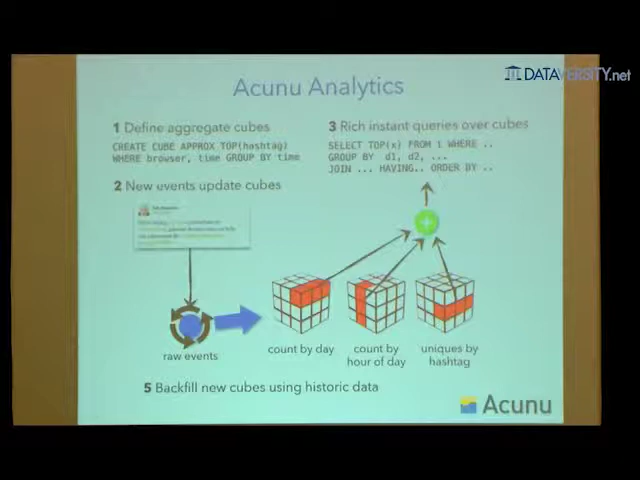 DATAVERSITY.net
Acunu Analytics
1 Define aggregate cubes
CREATE CUBE APPROX TOP(hashtag)
WHERE browser, time GROUP BY time
2 New events update cubes
3 Rich instant queries over cubes
SELECT TOP(x) FROM t WHERE ..
GROUP BY d1, d2, ...
JOIN ... HAVING.. ORDER BY ..
raw events
count by day
count by
hour of day
uniques by
hashtag
5 Backfill new cubes using historic data
Acunu